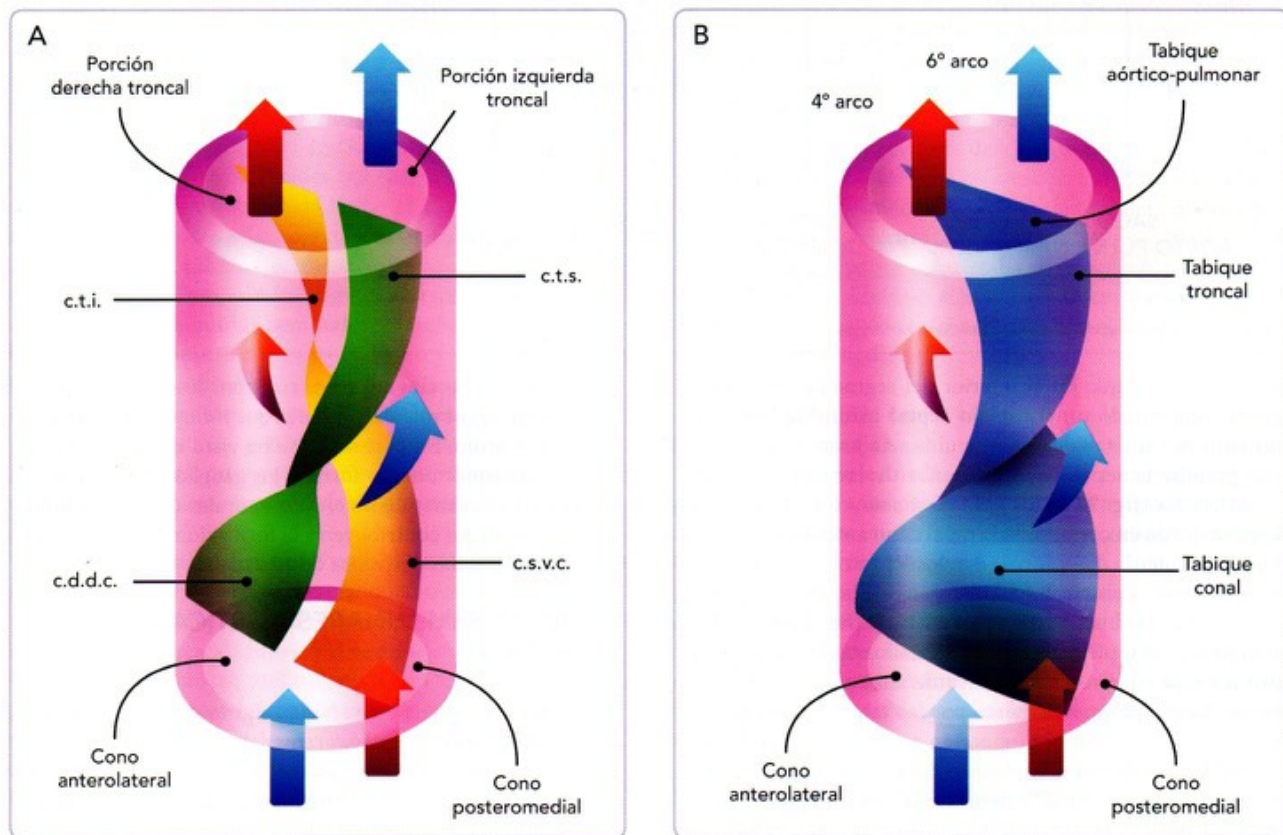 A
Porción
derecha troncal
Porción izquierda
troncal
c.t.i.
c.t.s.
c.d.d.c.
c.s.v.c.
Cono
anterolateral
Cono
posteromedial
B
4º arco
6º arco
Tabique
aórtico-pulmonar
Tabique
troncal
Tabique
conal
Cono
anterolateral
Cono
posteromedial